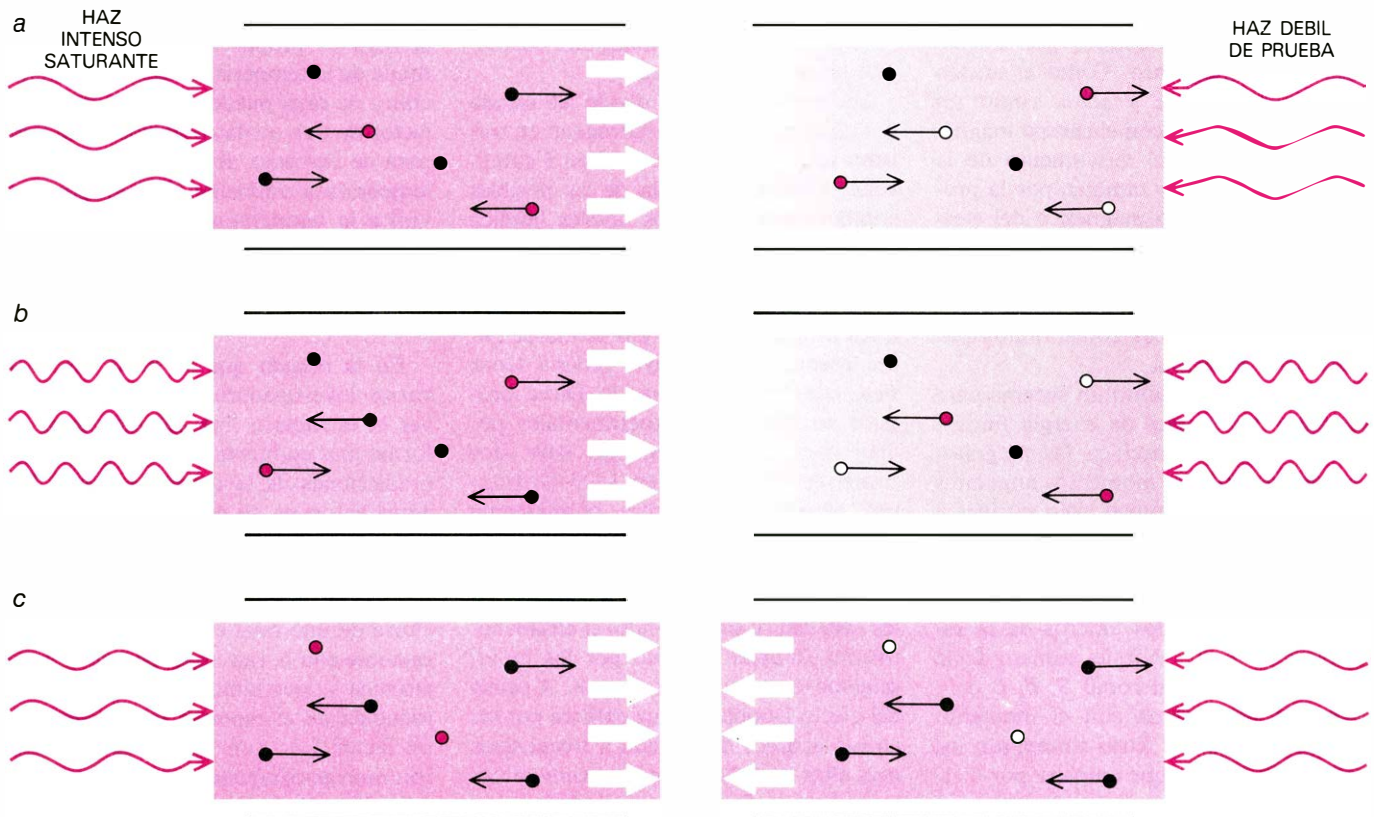 a
HAZ
INTENSO
SATURANTE
HAZ DEBIL
DE PRUEBA
b
c